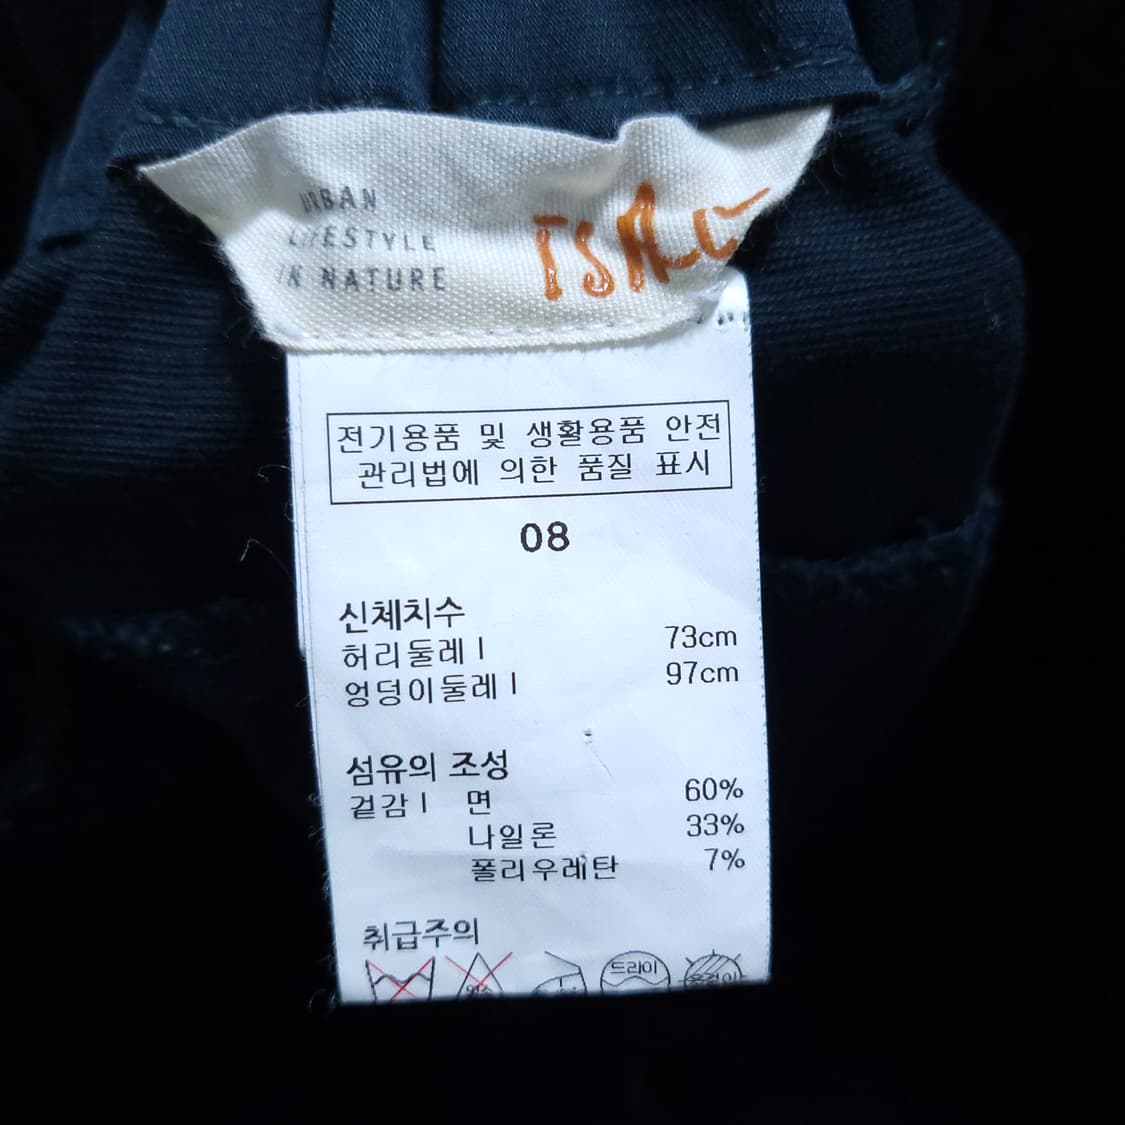 URBAN
LIFESTYLE
IN NATURE
전기용품 및 생활용품 안전
관리법에 의한 품질 표시
08
신체치수
허리둘레 l 73cm
엉덩이둘레 l 97cm
섬유의 조성
겉감 l 면 60%
나일론 33%
폴리우레탄 7%
취급주의
드라이